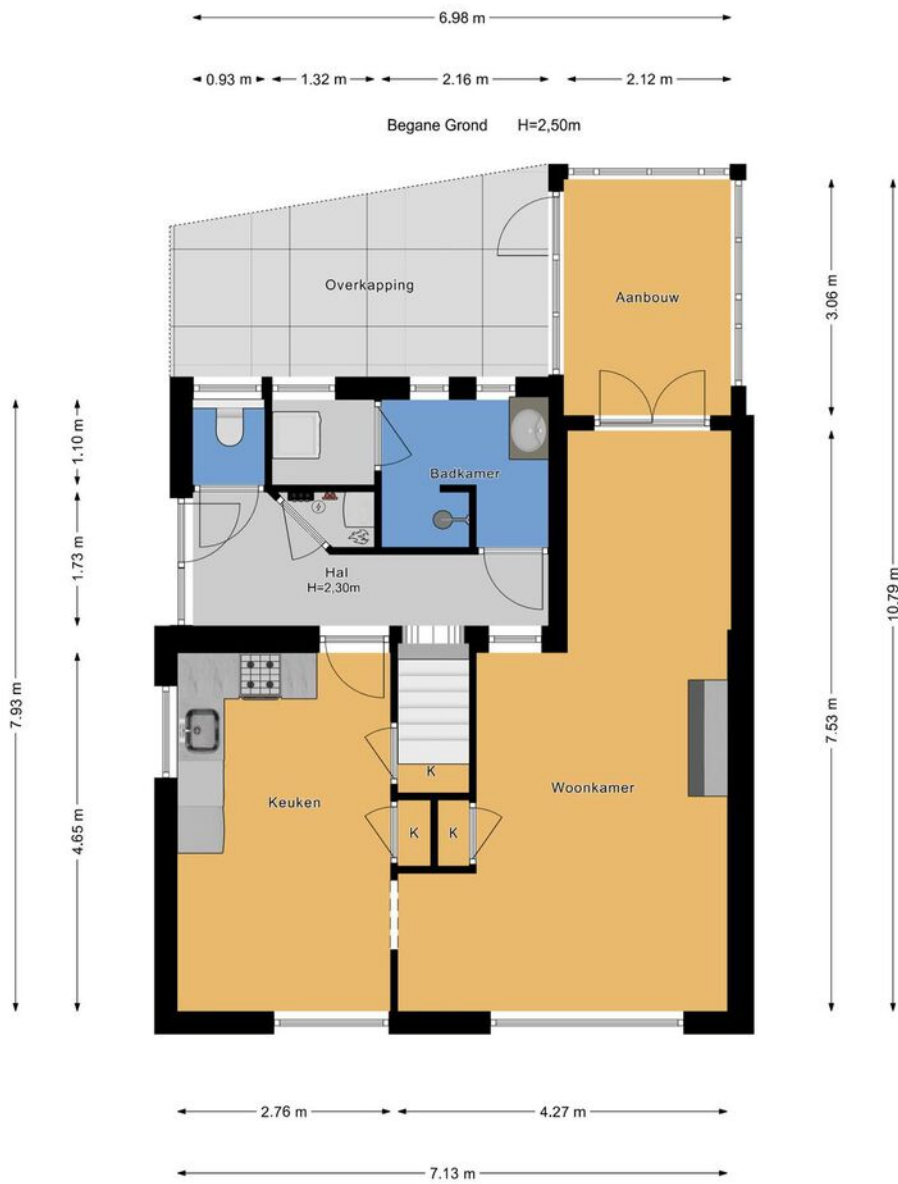 6.98 m
0.93 m
1.32 m
2.16 m
2.12 m
Begane Grond H=2,50m
Overkapping
Aanbouw
3.06 m
1.10 m
Badkamer
1.73 m
Hal
H=2,30m
10.79 m
7.93 m
7.53 m
K
Woonkamer
Keuken
4.65 m
K
K
2.76 m
4.27 m
7.13 m